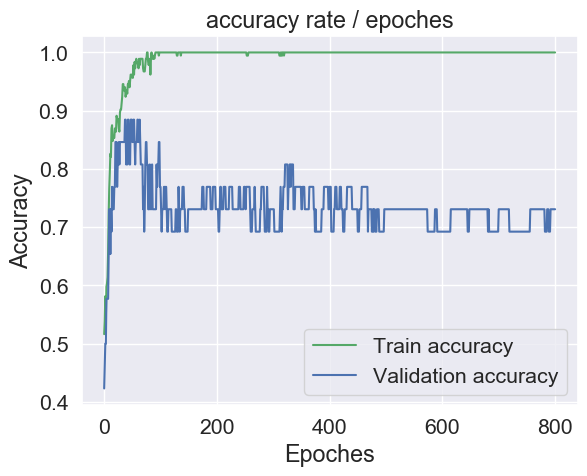 accuracy rate / epoches
Accuracy
1.0
0.9
0.8
0.7
0.6
0.5
0.4
Train accuracy
Validation accuracy
0 200 400 600 800
Epoches